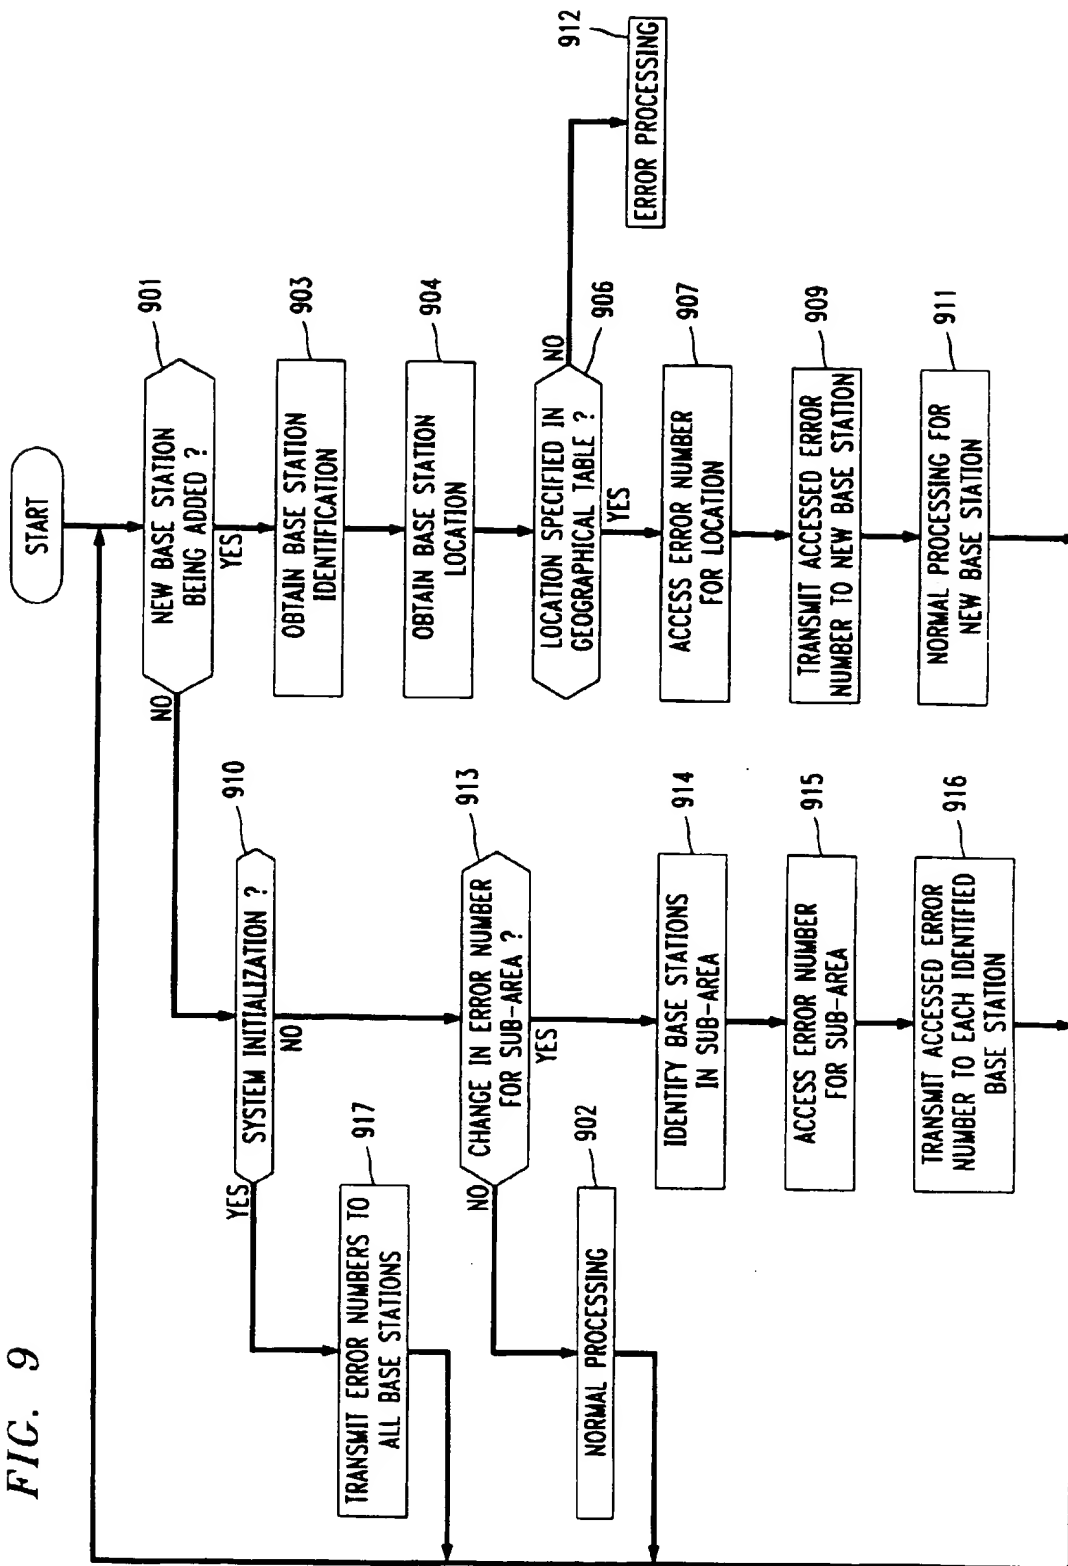 FIG. 9
START
901
NEW BASE STATION
BEING ADDED ?
NO
YES
903
OBTAIN BASE STATION
IDENTIFICATION
904
OBTAIN BASE STATION
LOCATION
906
LOCATION SPECIFIED IN
GEOGRAPHICAL TABLE ?
NO
YES
912
ERROR PROCESSING
907
ACCESS ERROR NUMBER
FOR LOCATION
909
TRANSMIT ACCESSED ERROR
NUMBER TO NEW BASE STATION
911
NORMAL PROCESSING FOR
NEW BASE STATION
910
SYSTEM INITIALIZATION ?
YES
NO
917
TRANSMIT ERROR NUMBERS TO
ALL BASE STATIONS
913
CHANGE IN ERROR NUMBER
FOR SUB-AREA ?
NO
YES
902
NORMAL PROCESSING
914
IDENTIFY BASE STATIONS
IN SUB-AREA
915
ACCESS ERROR NUMBER
FOR SUB-AREA
916
TRANSMIT ACCESSED ERROR
NUMBER TO EACH IDENTIFIED
BASE STATION